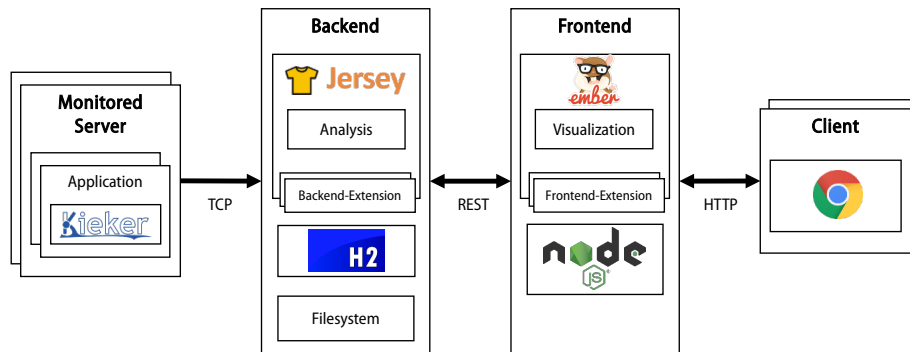 Monitored
Server
Application
Kieker
TCP
Backend
Jersey
Analysis
Backend-Extension
H2
Filesystem
REST
Frontend
ember
Visualization
Frontend-Extension
node
JS
HTTP
Client